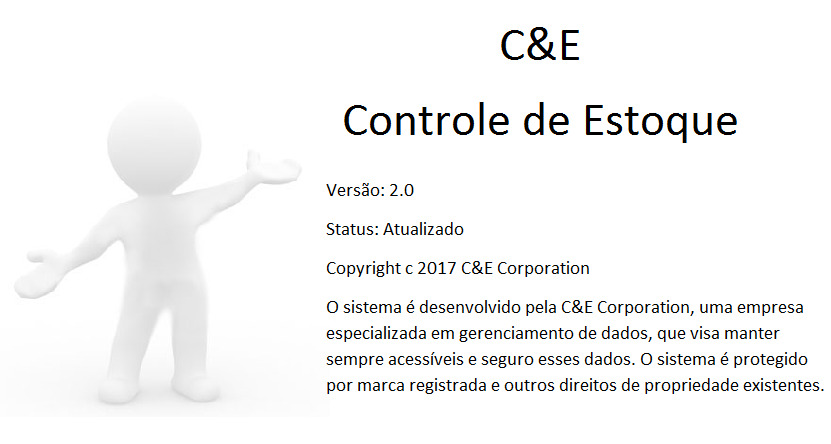 C&E
Controle de Estoque
Versão: 2.0
Status: Atualizado
Copyright c 2017 C&E Corporation
O sistema é desenvolvido pela C&E Corporation, uma empresa
especializada em gerenciamento de dados, que visa manter
sempre acessíveis e seguro esses dados. O sistema é protegido
por marca registrada e outros direitos de propriedade existentes.